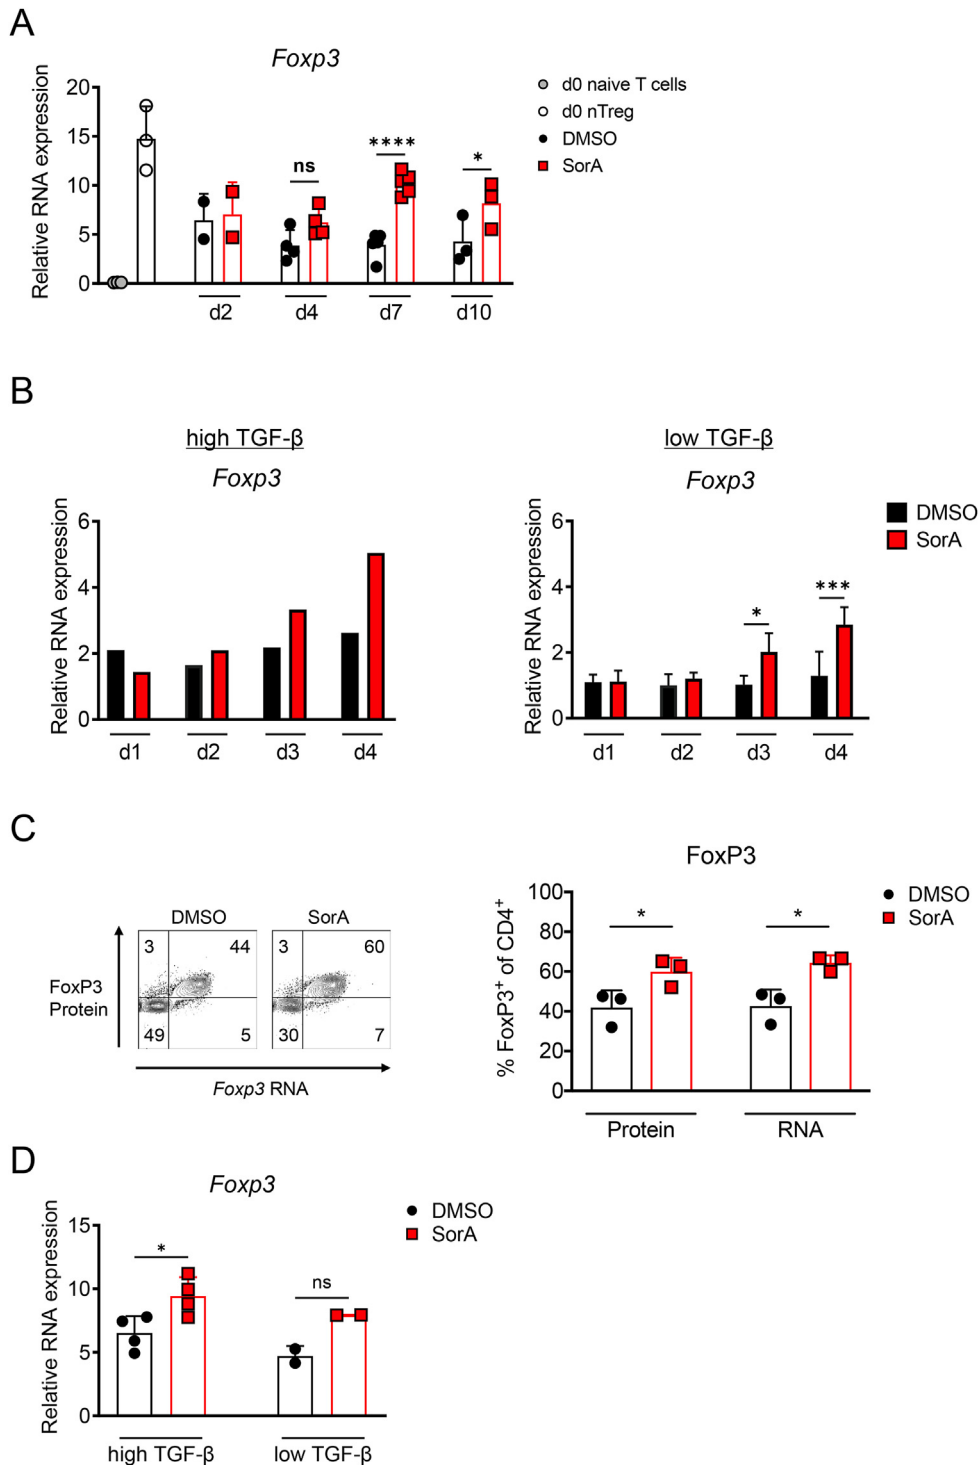 A
Foxp3
Relative RNA expression
20
15
10
5
0
ns
****
*
d2
d4
d7
d10
d0 naive T cells
d0 nTreg
DMSO
SorA
B
high TGF-β
Foxp3
Relative RNA expression
6
4
2
0
d1
d2
d3
d4
low TGF-β
Foxp3
Relative RNA expression
6
4
2
0
*
***
d1
d2
d3
d4
DMSO
SorA
C
DMSO
SorA
FoxP3
Protein
3
44
49
5
3
60
30
7
Foxp3 RNA
FoxP3
% FoxP3⁺ of CD4⁺
100
80
60
40
20
0
*
*
Protein
RNA
DMSO
SorA
D
Foxp3
Relative RNA expression
15
10
5
0
*
ns
high TGF-β
low TGF-β
DMSO
SorA